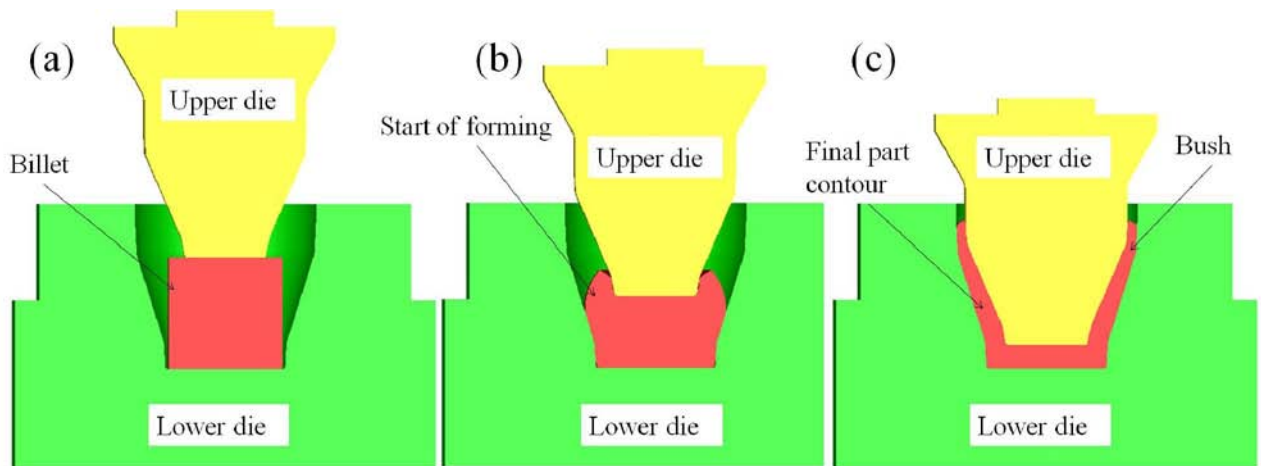 (a)
Upper die
Billet
Lower die
(b)
Start of forming
Upper die
Lower die
(c)
Upper die
Bush
Final part
contour
Lower die